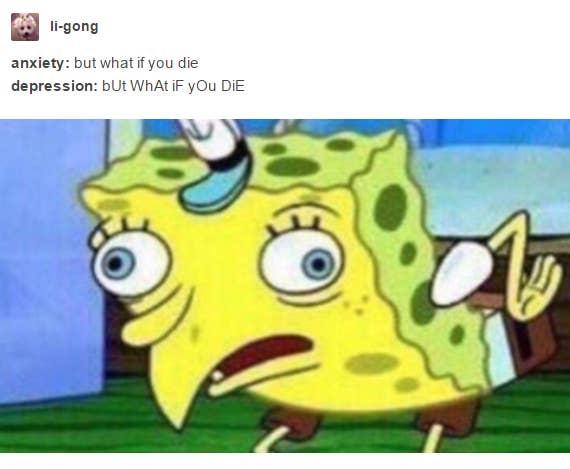 li-gong
anxiety: but what if you die
depression: bUt WhAt iF yOu DiE